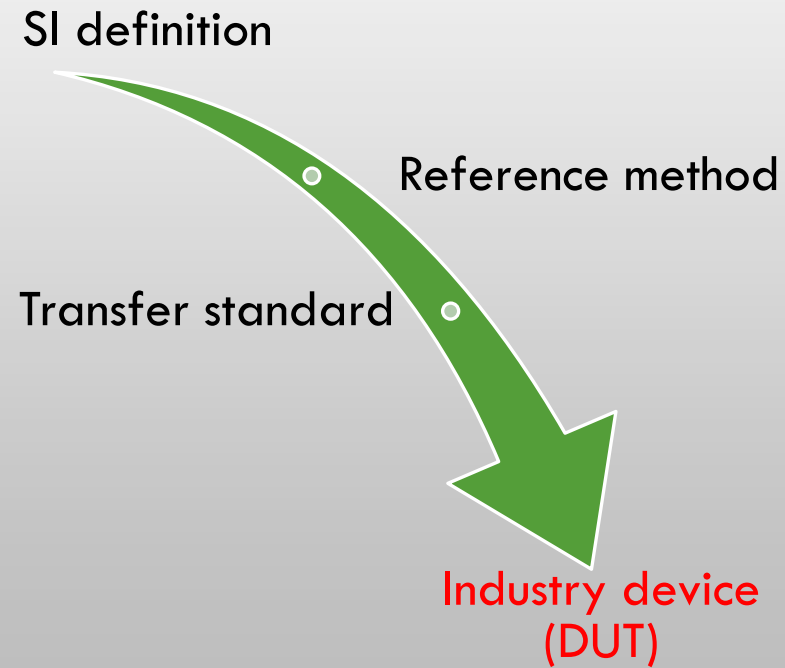 SI definition
Reference method
Transfer standard
Industry device
(DUT)